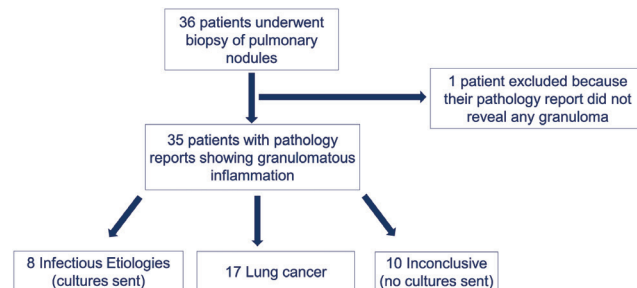 36 patients underwent
biopsy of pulmonary
nodules
1 patient excluded because
their pathology report did not
reveal any granuloma
35 patients with pathology
reports showing granulomatous
inflammation
8 Infectious Etiologies
(cultures sent)
17 Lung cancer
10 Inconclusive
(no cultures sent)